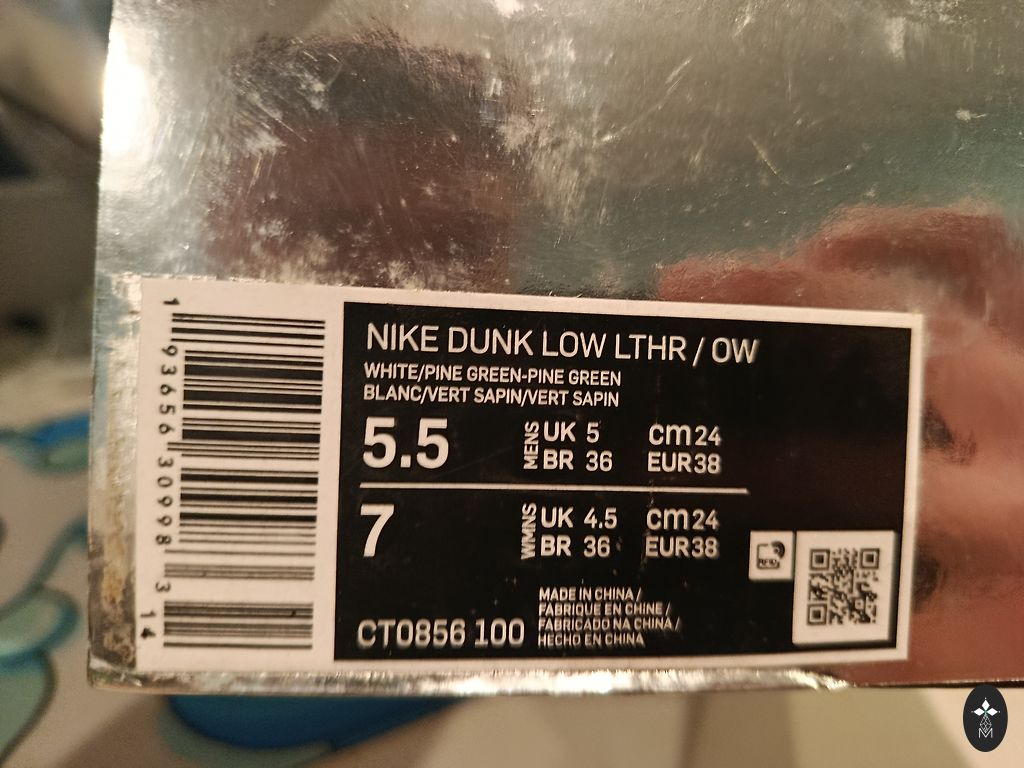 NIKE DUNK LOW LTHR / OW
WHITE/PINE GREEN-PINE GREEN
BLANC/VERT SAPIN/VERT SAPIN
5.5 MENS UK 5 cm 24
BR 36 EUR 38
7 WMNS UK 4.5 cm 24
BR 36 EUR 38
CT0856 100
MADE IN CHINA /
FABRIQUE EN CHINE /
FABRICADO NA CHINA /
HECHO EN CHINA
RFID
1 93656 30998 3 14
M